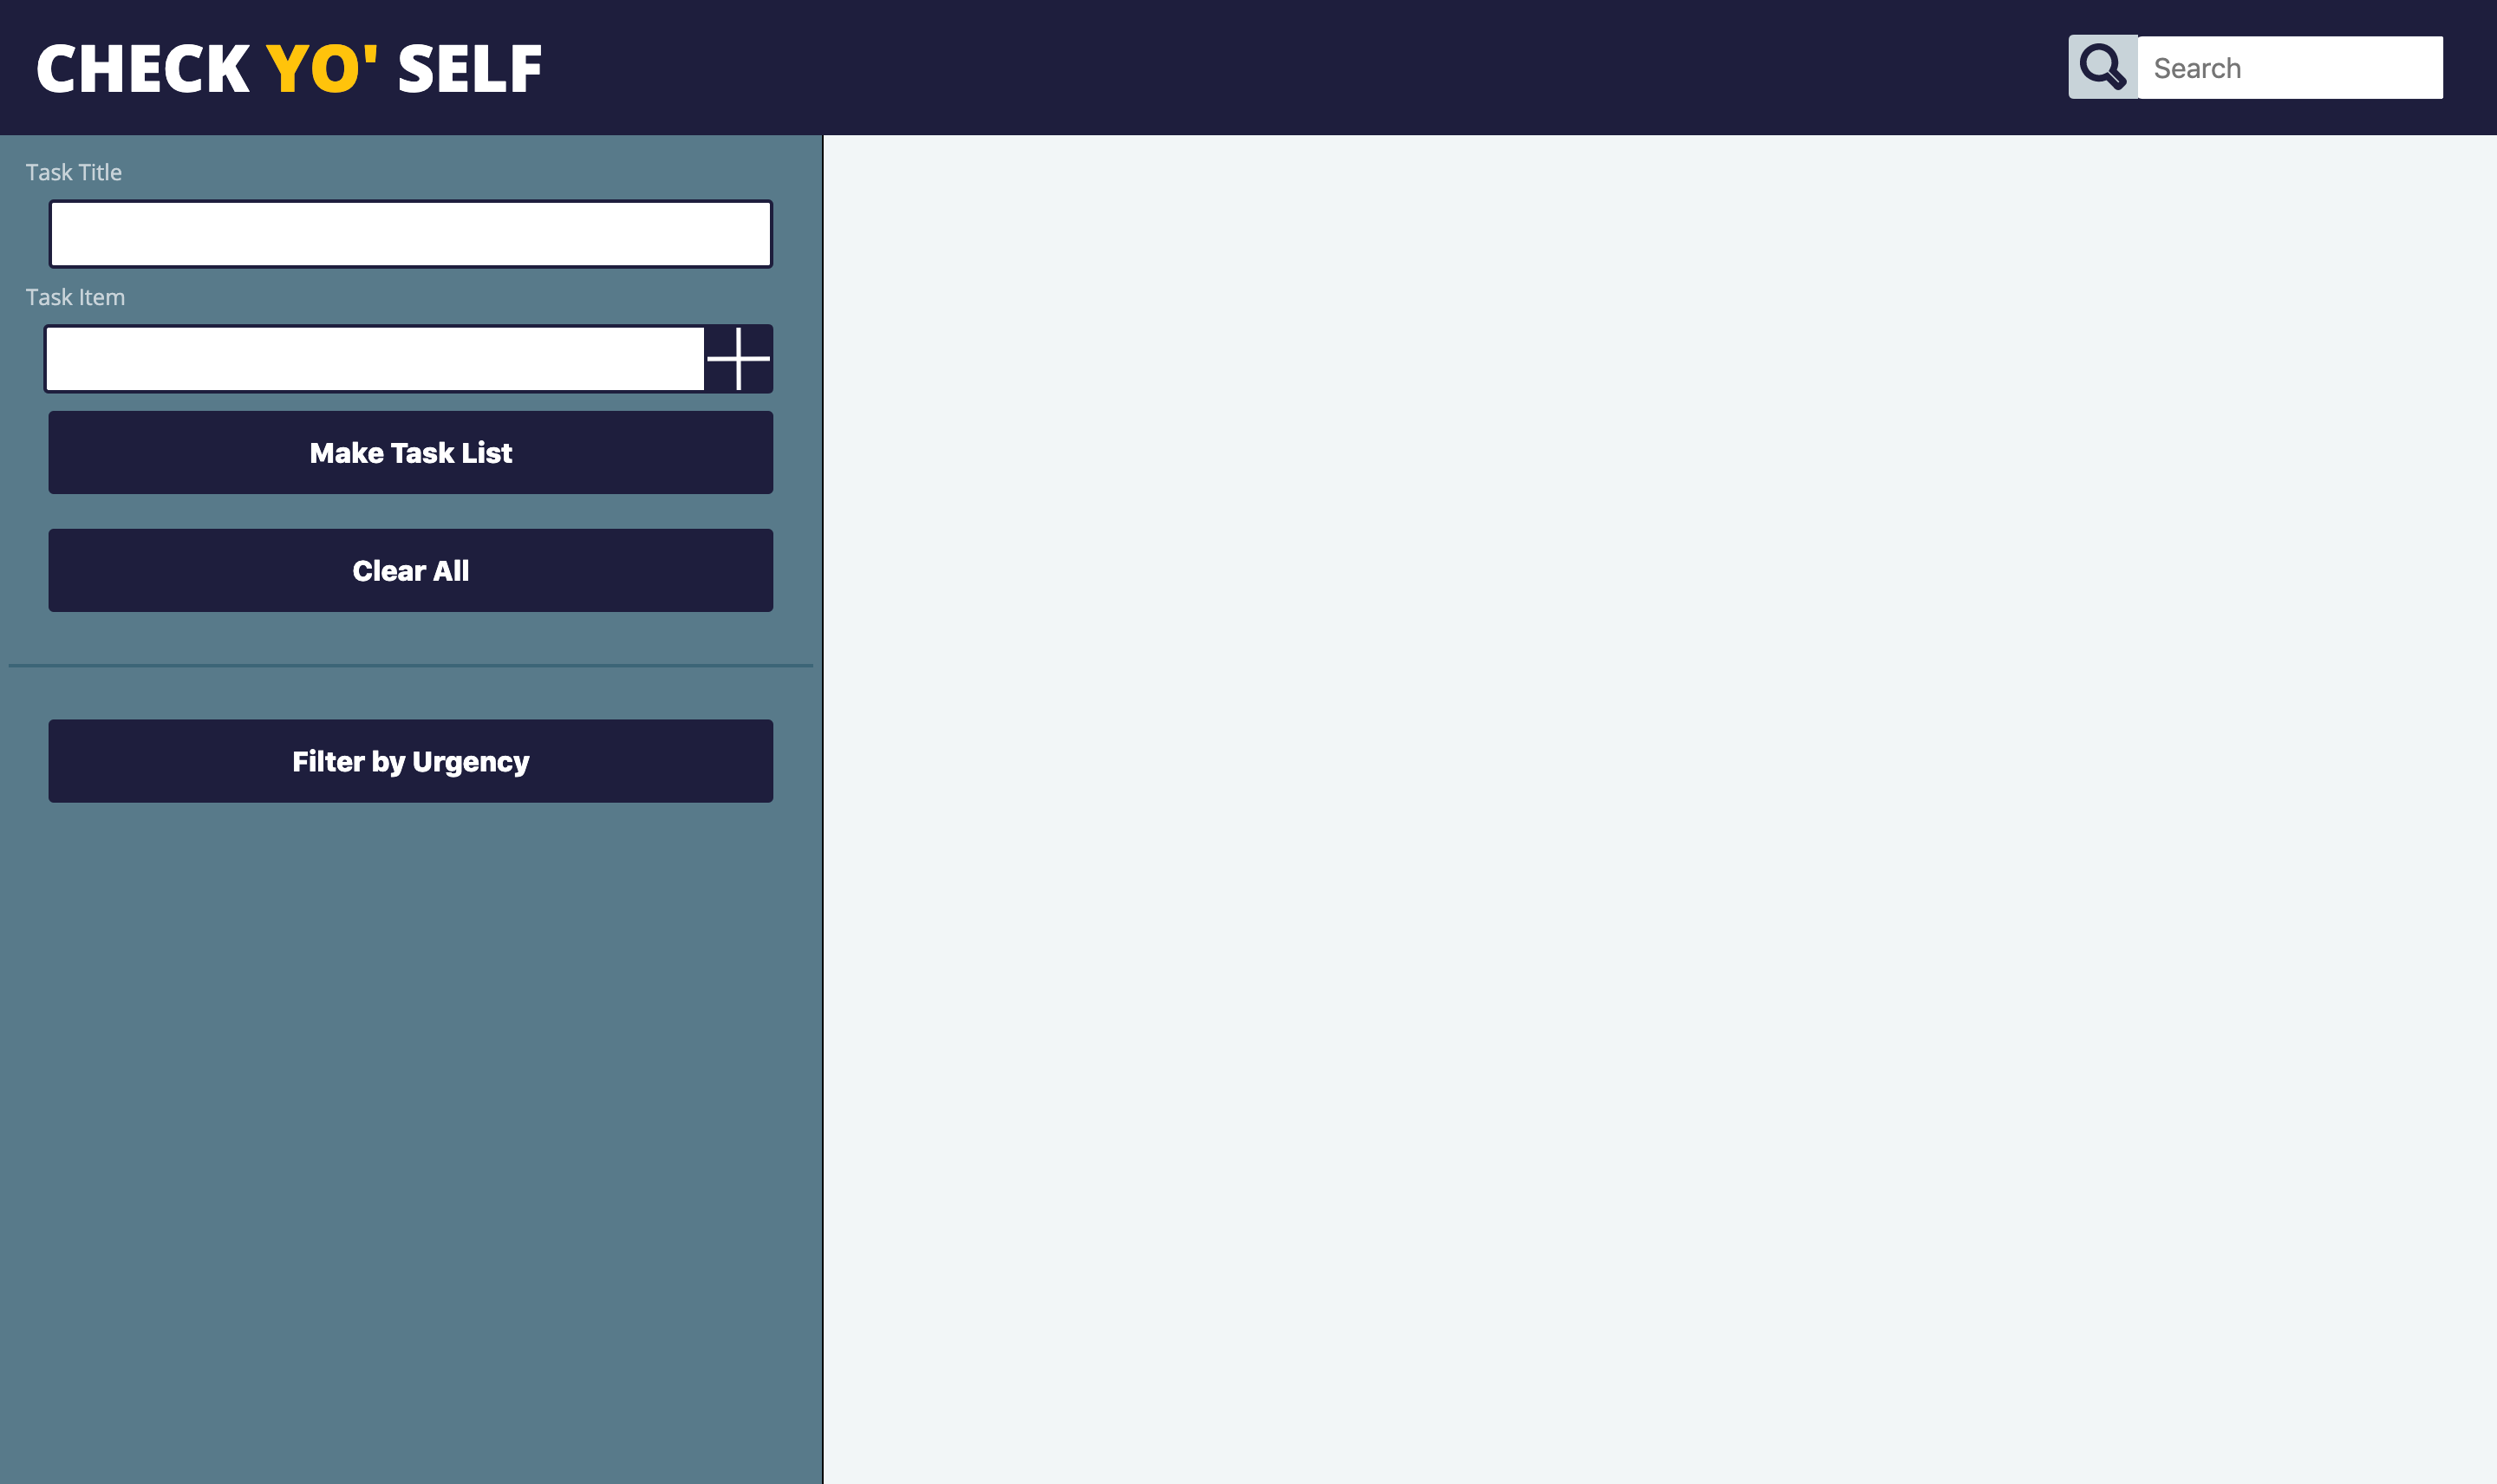 CHECK YO' SELF
Search
Task Title
Task Item
Make Task List
Clear All
Filter by Urgency